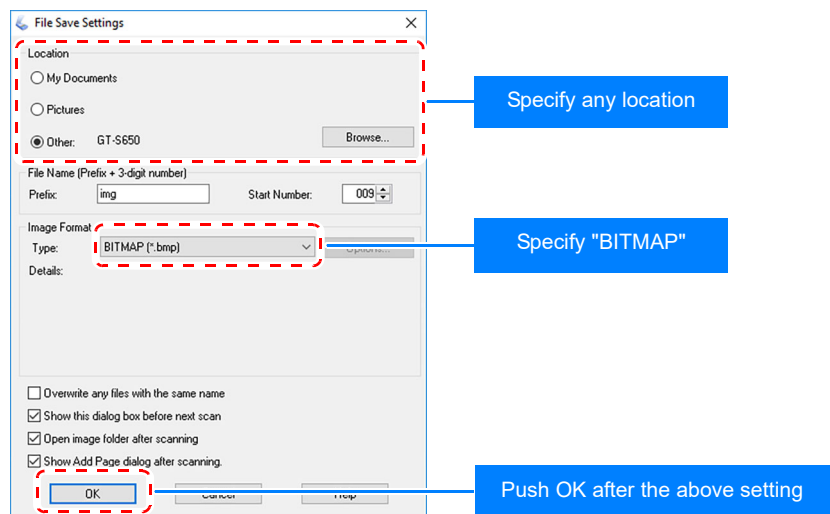 File Save Settings
Location
My Documents
Specify any location
Pictures
Other: GT-S650 Browse...
File Name (Prefix + 3-digit number)
Prefix: img Start Number: 009
Image Format
Type: BITMAP (*.bmp) Options...
Specify "BITMAP"
Details:
Overwrite any files with the same name
Show this dialog box before next scan
Open image folder after scanning
Show Add Page dialog after scanning.
OK Cancel Help
Push OK after the above setting